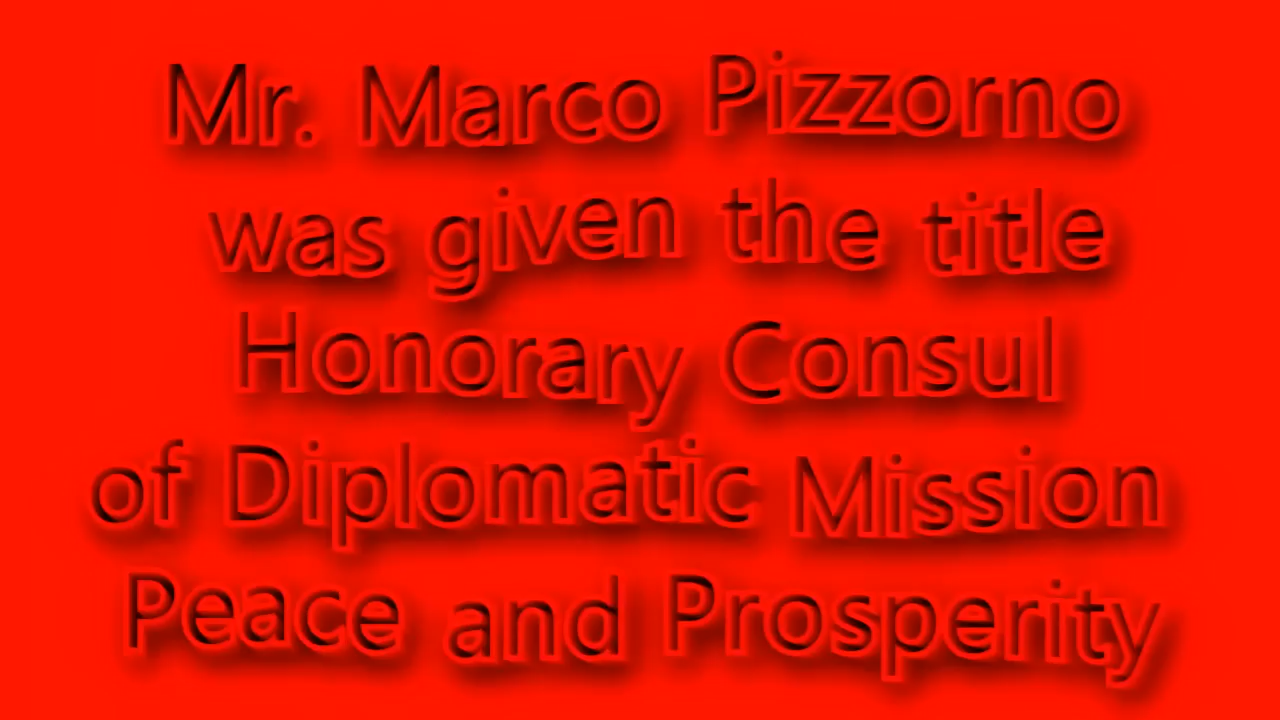 Mr. Marco Pizzorno
was given the title
Honorary Consul
of Diplomatic Mission
Peace and Prosperity